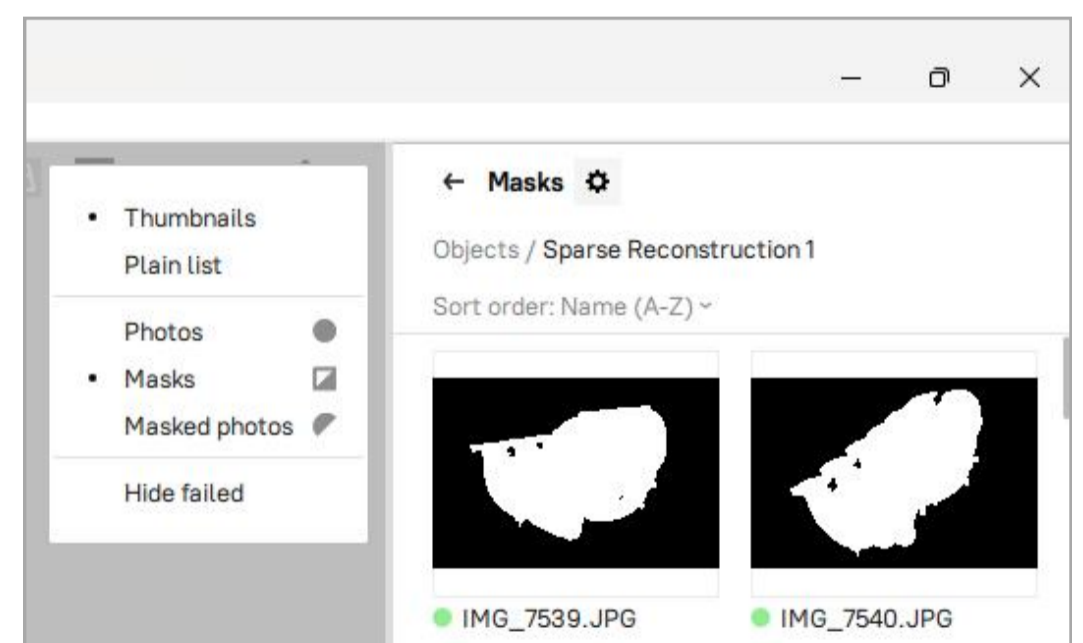 Thumbnails
Plain list
Photos
Masks
Masked photos
Hide failed
Masks
Objects / Sparse Reconstruction 1
Sort order: Name (A-Z)
IMG_7539.JPG
IMG_7540.JPG